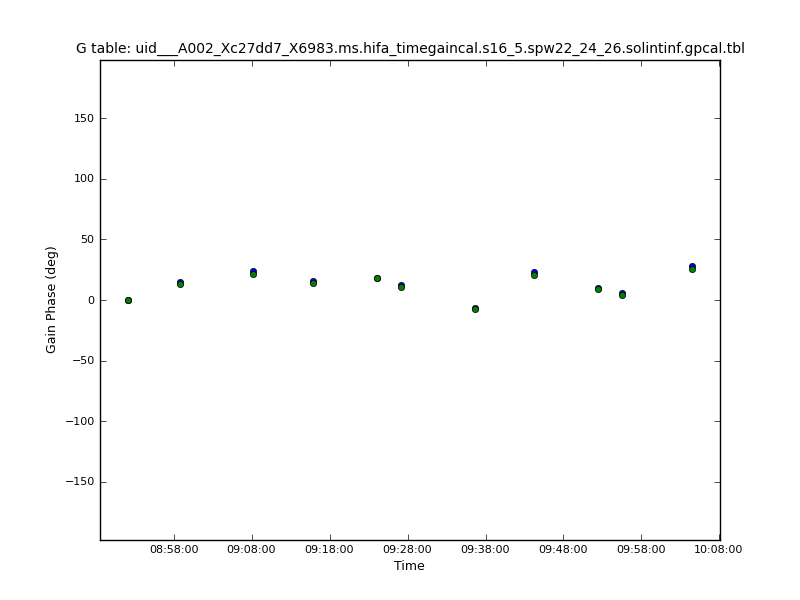 G table: uid___A002_Xc27dd7_X6983.ms.hifa_timegaincal.s16_5.spw22_24_26.solintinf.gpcal.tbl
150
100
50
0
−50
−100
−150
Gain Phase (deg)
08:58:00 09:08:00 09:18:00 09:28:00 09:38:00 09:48:00 09:58:00 10:08:00
Time